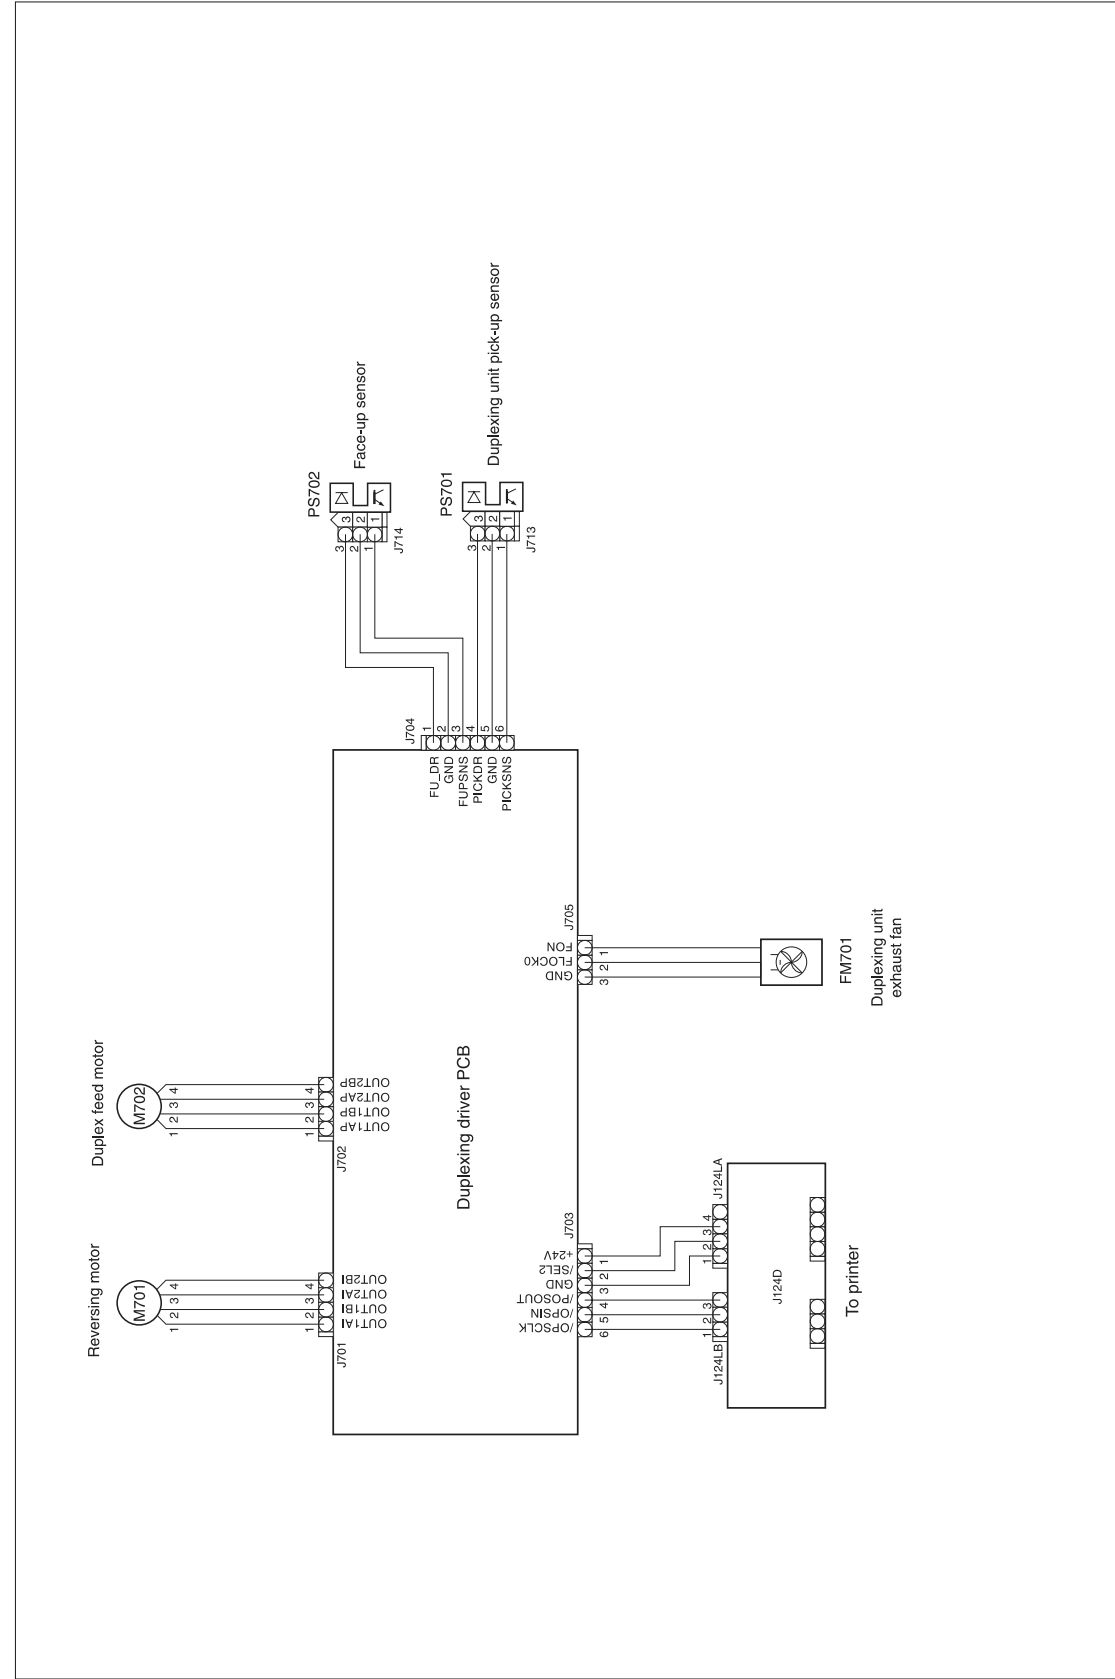 Reversing motor
M701
1 2 3 4
1 2 3 4
J701
OUT1AI
OUT1BI
OUT2AI
OUT2BI
Duplex feed motor
M702
1 2 3 4
1 2 3 4
J702
OUT1AP
OUT1BP
OUT2AP
OUT2BP
Duplexing driver PCB
J704
FU_DR 1
GND 2
FUPSNS 3
PICKDR 4
GND 5
PICKSNS 6
PS702
Face-up sensor
3 3
2 2
1 1
J714
PS701
Duplexing unit pick-up sensor
3 3
2 2
1 1
J713
J703
/OPSCLK
/OPSIN
/POSOUT
GND
/SEL2
+24V
6 5 4 3 2 1
J705
GND
FLOCK0
FON
3 2 1
J124LB
1 2 3
1 2 3 4
J124LA
J124D
To printer
FM701
Duplexing unit
exhaust fan